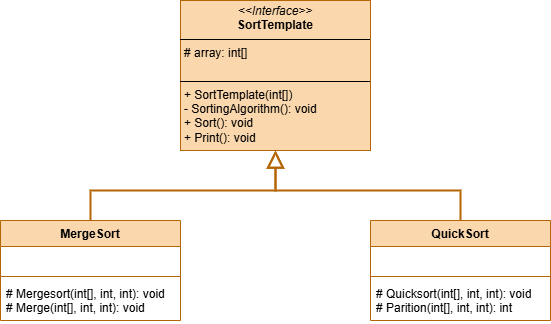 <<Interface>>
SortTemplate
# array: int[]
+ SortTemplate(int[])
- SortingAlgorithm(): void
+ Sort(): void
+ Print(): void
MergeSort
# Mergesort(int[], int, int): void
# Merge(int[], int, int): void
QuickSort
# Quicksort(int[], int, int): void
# Parition(int[], int, int): int